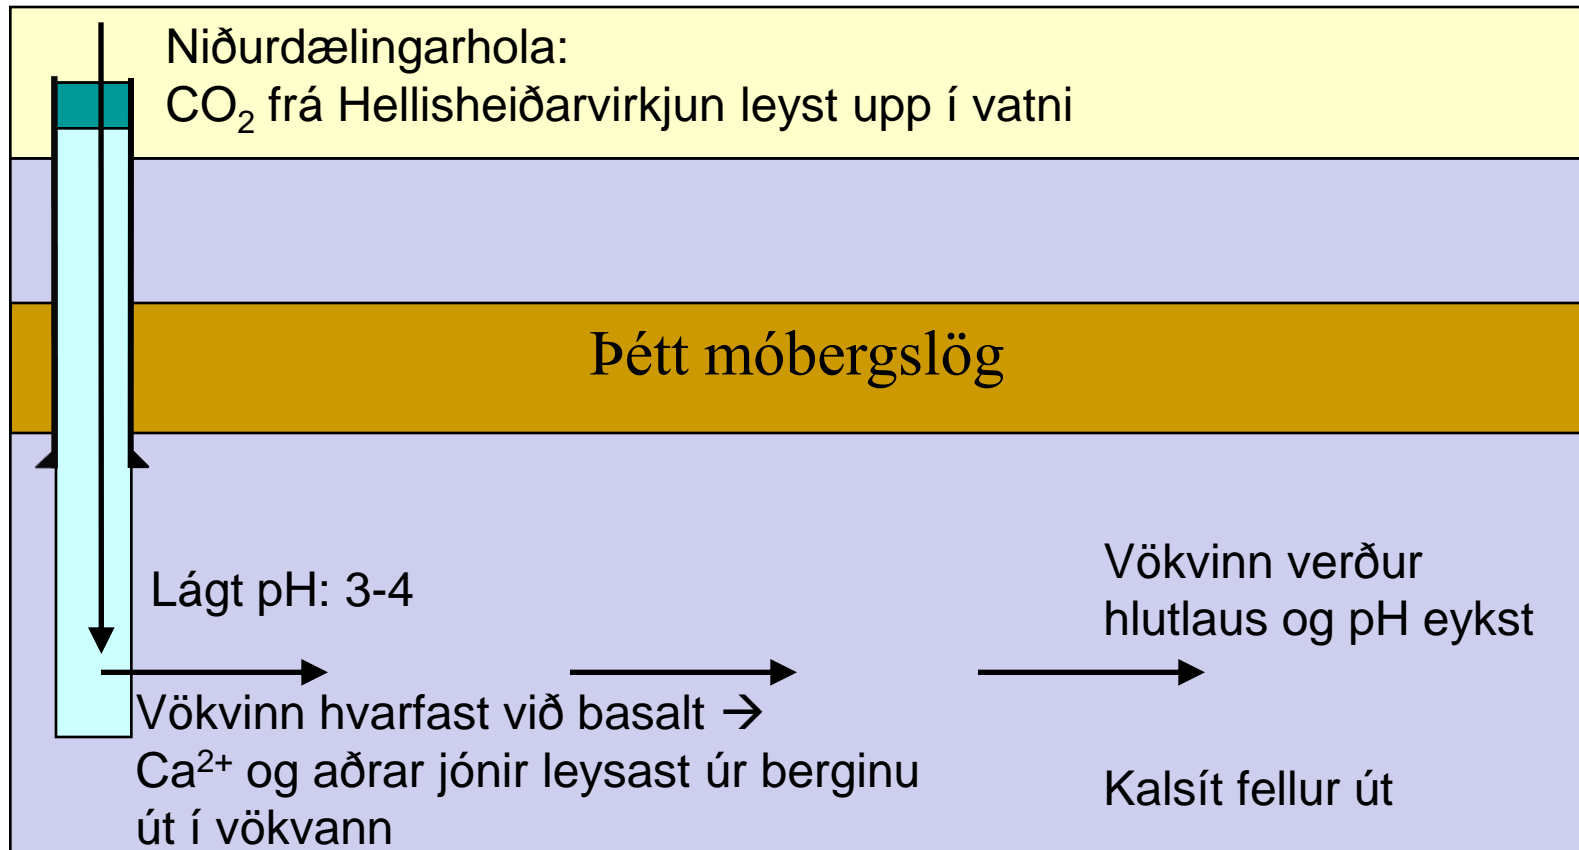 Niðurdælingarhola:
CO₂ frá Hellisheiðarvirkjun leyst upp í vatni
Þétt móbergslög
Lágt pH: 3-4
Vökvinn hvarfast við basalt →
Ca²⁺ og aðrar jónir leysast úr berginu
út í vökvann
Vökvinn verður
hlutlaus og pH eykst
Kalsít fellur út